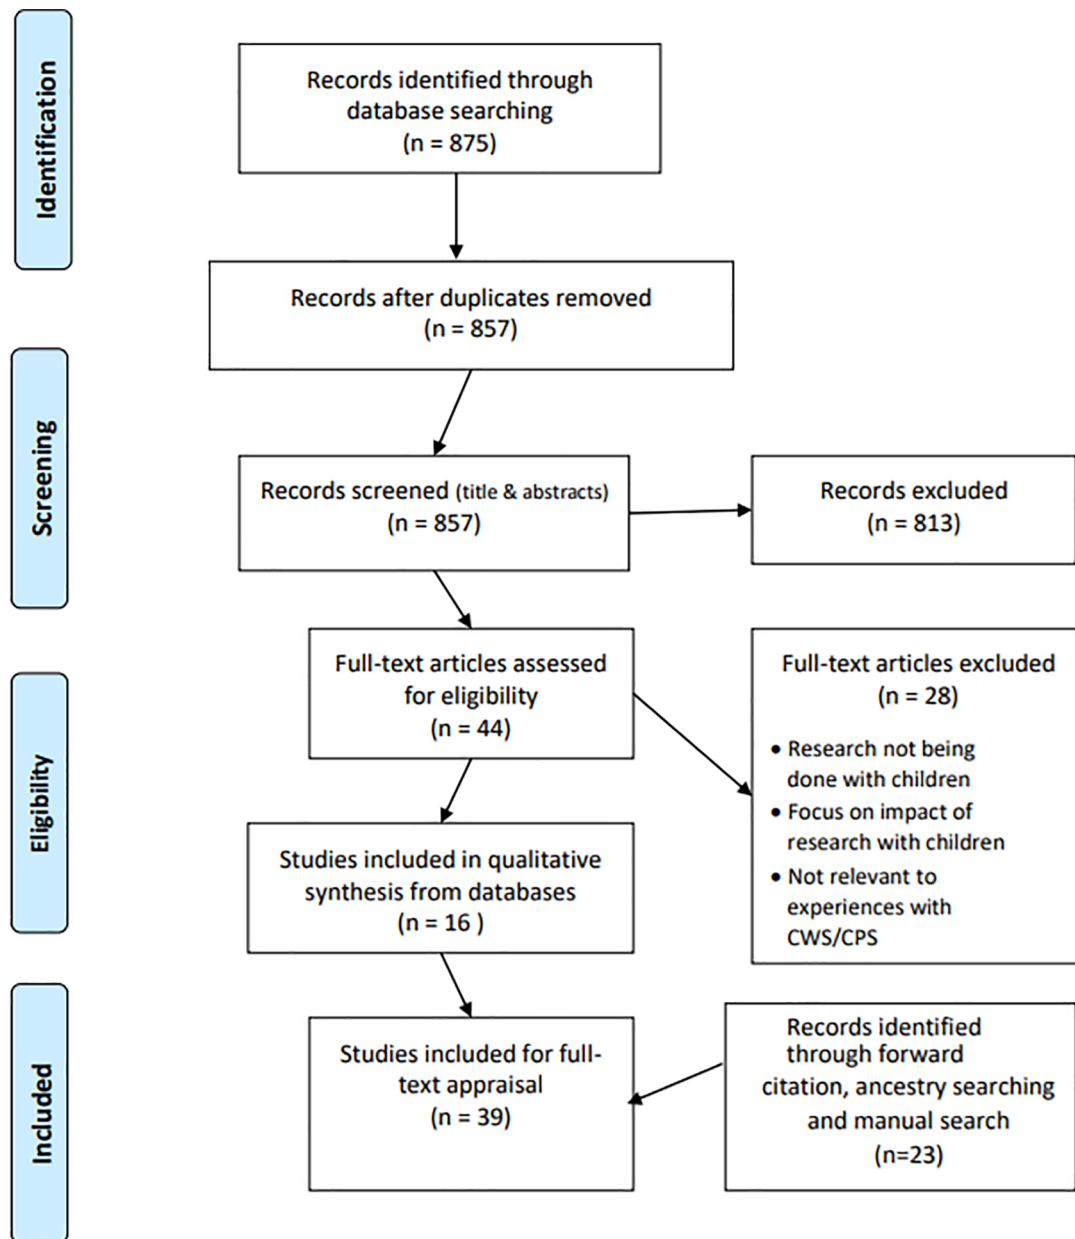 Identification
Records identified through
database searching
(n = 875)
Records after duplicates removed
(n = 857)
Screening
Records screened (title & abstracts)
(n = 857)
Records excluded
(n = 813)
Eligibility
Full-text articles assessed
for eligibility
(n = 44)
Full-text articles excluded
(n = 28)
• Research not being
done with children
• Focus on impact of
research with children
• Not relevant to
experiences with
CWS/CPS
Studies included in qualitative
synthesis from databases
(n = 16 )
Included
Studies included for full-
text appraisal
(n = 39)
Records identified
through forward
citation, ancestry searching
and manual search
(n=23)